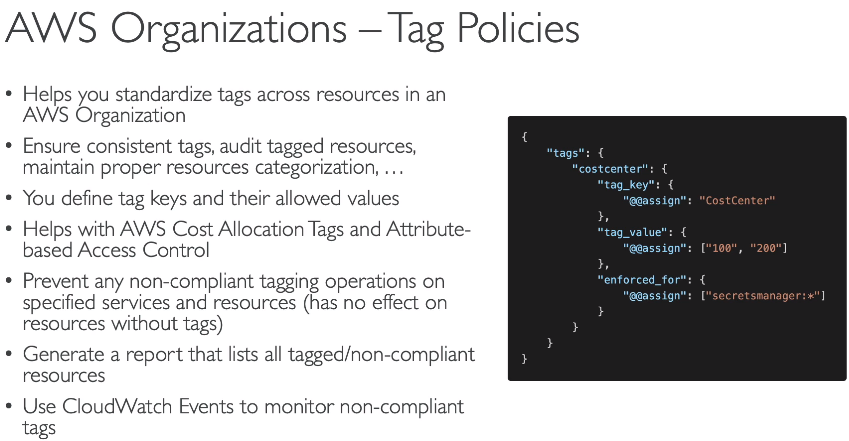 AWS Organizations – Tag Policies
• Helps you standardize tags across resources in an
AWS Organization
• Ensure consistent tags, audit tagged resources,
maintain proper resources categorization, …
• You define tag keys and their allowed values
• Helps with AWS Cost Allocation Tags and Attribute-
based Access Control
• Prevent any non-compliant tagging operations on
specified services and resources (has no effect on
resources without tags)
• Generate a report that lists all tagged/non-compliant
resources
• Use CloudWatch Events to monitor non-compliant
tags
{
    "tags": {
        "costcenter": {
            "tag_key": {
                "@@assign": "CostCenter"
            },
            "tag_value": {
                "@@assign": ["100", "200"]
            },
            "enforced_for": {
                "@@assign": ["secretsmanager:*"]
            }
        }
    }
}